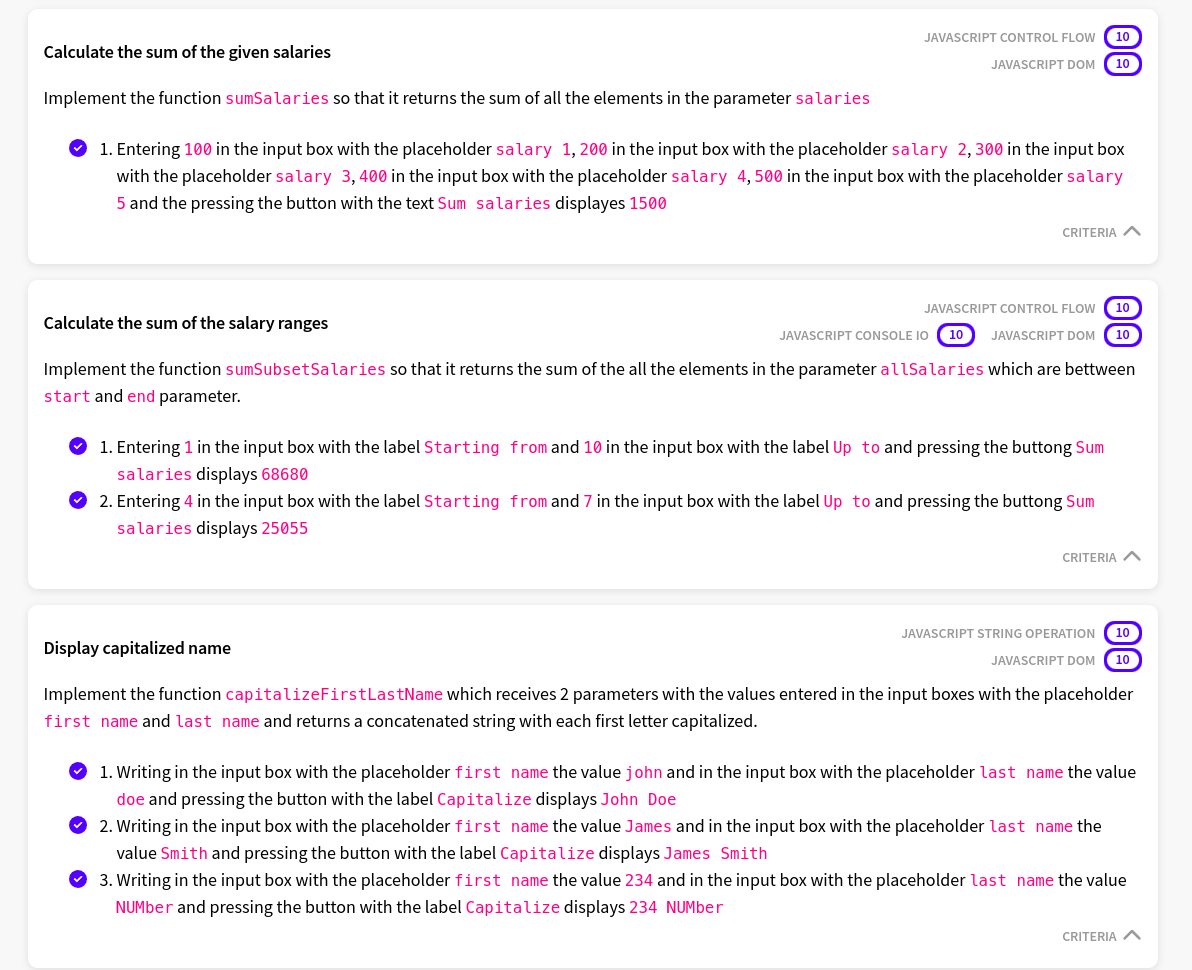 JAVASCRIPT CONTROL FLOW 10
Calculate the sum of the given salaries
JAVASCRIPT DOM 10
Implement the function sumSalaries so that it returns the sum of all the elements in the parameter salaries
1. Entering 100 in the input box with the placeholder salary 1, 200 in the input box with the placeholder salary 2, 300 in the input box
with the placeholder salary 3, 400 in the input box with the placeholder salary 4, 500 in the input box with the placeholder salary
5 and the pressing the button with the text Sum salaries displayes 1500
CRITERIA
JAVASCRIPT CONTROL FLOW 10
Calculate the sum of the salary ranges
JAVASCRIPT CONSOLE IO 10 JAVASCRIPT DOM 10
Implement the function sumSubsetSalaries so that it returns the sum of the all the elements in the parameter allSalaries which are bettween
start and end parameter.
1. Entering 1 in the input box with the label Starting from and 10 in the input box with the label Up to and pressing the buttong Sum
salaries displays 68680
2. Entering 4 in the input box with the label Starting from and 7 in the input box with the label Up to and pressing the buttong Sum
salaries displays 25055
CRITERIA
JAVASCRIPT STRING OPERATION 10
Display capitalized name
JAVASCRIPT DOM 10
Implement the function capitalizeFirstLastName which receives 2 parameters with the values entered in the input boxes with the placeholder
first name and last name and returns a concatenated string with each first letter capitalized.
1. Writing in the input box with the placeholder first name the value john and in the input box with the placeholder last name the value
doe and pressing the button with the label Capitalize displays John Doe
2. Writing in the input box with the placeholder first name the value James and in the input box with the placeholder last name the
value Smith and pressing the button with the label Capitalize displays James Smith
3. Writing in the input box with the placeholder first name the value 234 and in the input box with the placeholder last name the value
NUMber and pressing the button with the label Capitalize displays 234 NUMber
CRITERIA